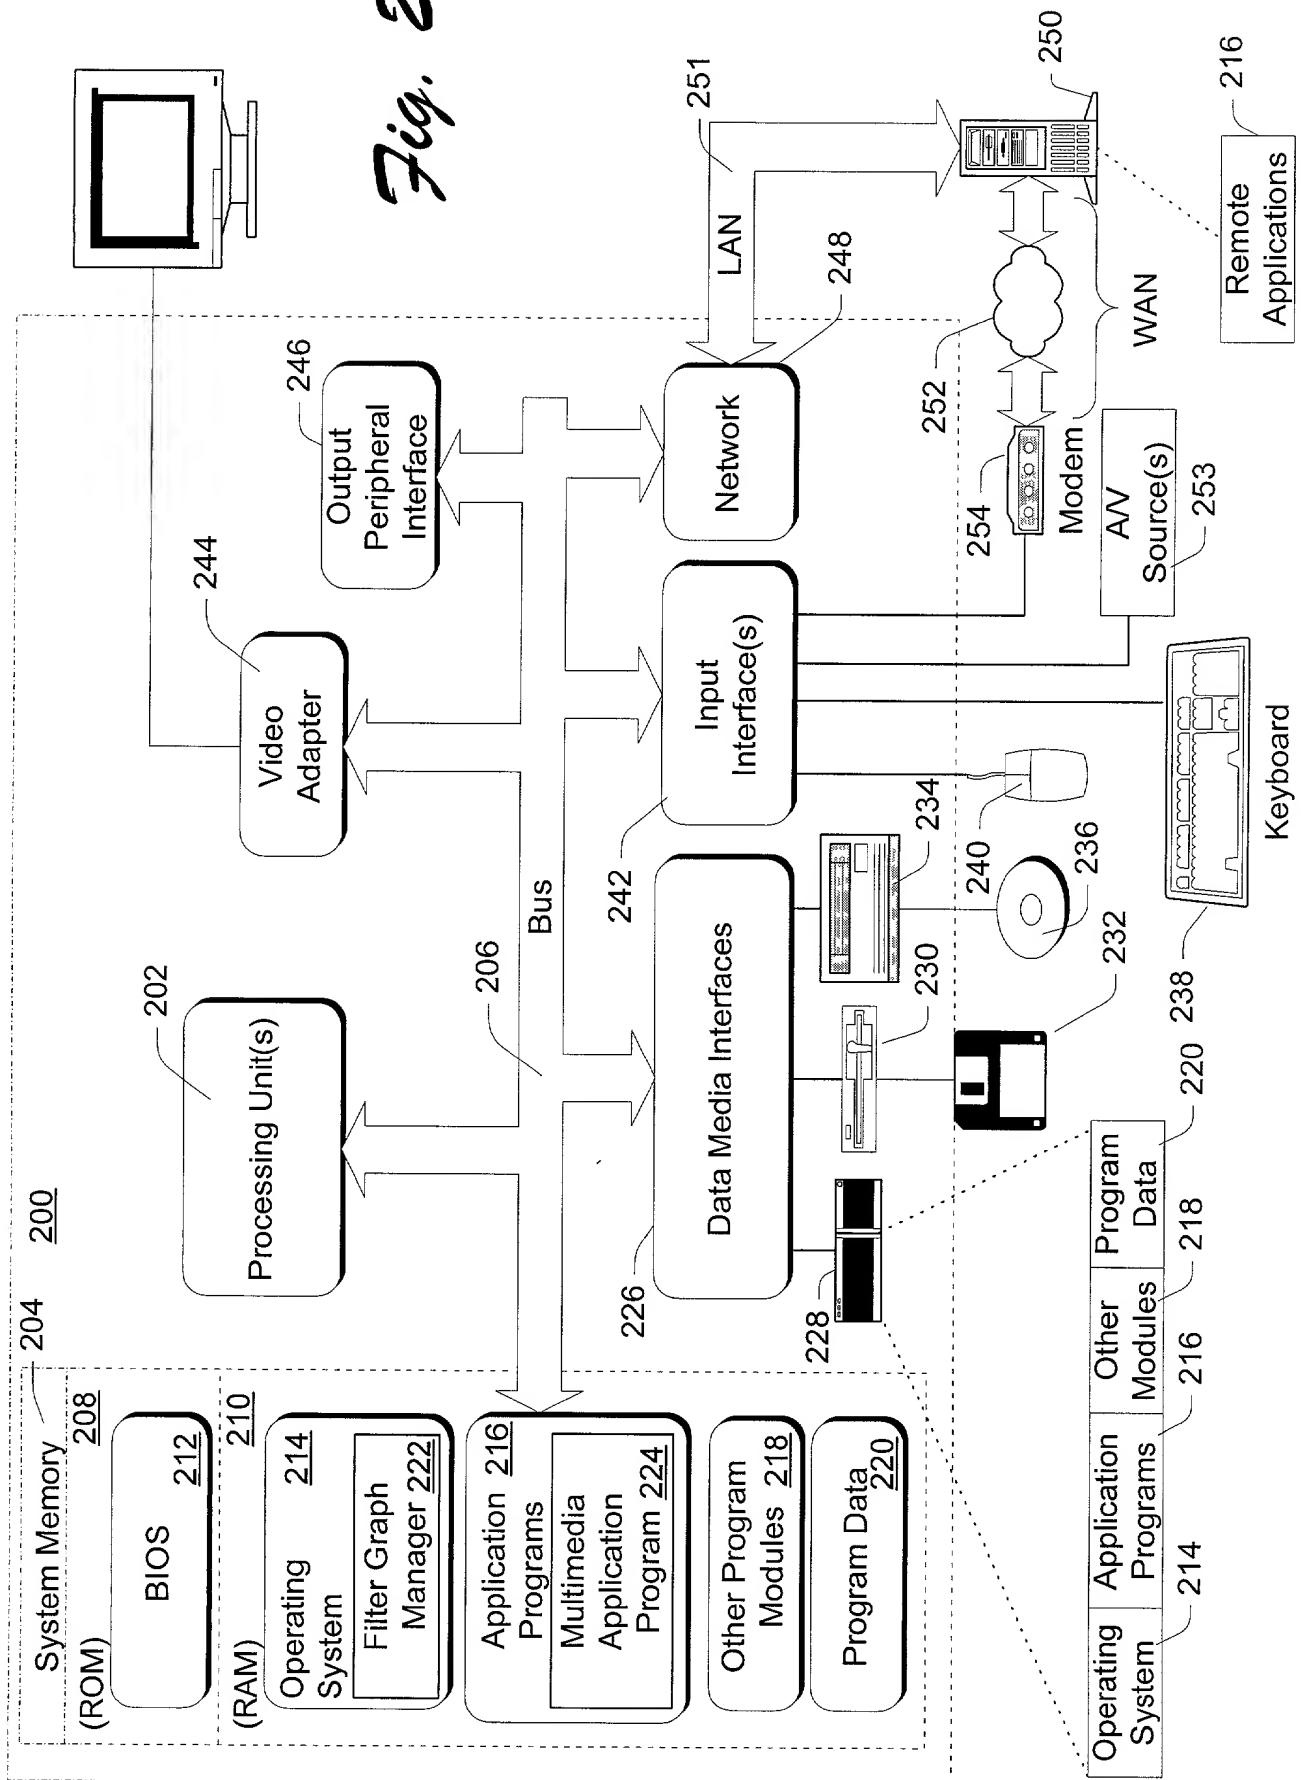 200
System Memory
204
(ROM)
208
BIOS
212
(RAM)
210
Operating
System
214
Filter Graph
Manager 222
Application
Programs
216
Multimedia
Application
Program 224
Other Program
Modules 218
Program Data
220
Processing Unit(s)
202
Bus
206
Video
Adapter
244
Output
Peripheral
Interface
246
Data Media Interfaces
226
Input
Interface(s)
242
Network
248
LAN
251
228
230
234
240
236
232
238
Keyboard
A/V
Source(s)
253
Modem
254
252
WAN
250
Remote
Applications
216
Operating
System
214
Application
Programs
216
Other
Modules
218
Program
Data
220
Fig. 2